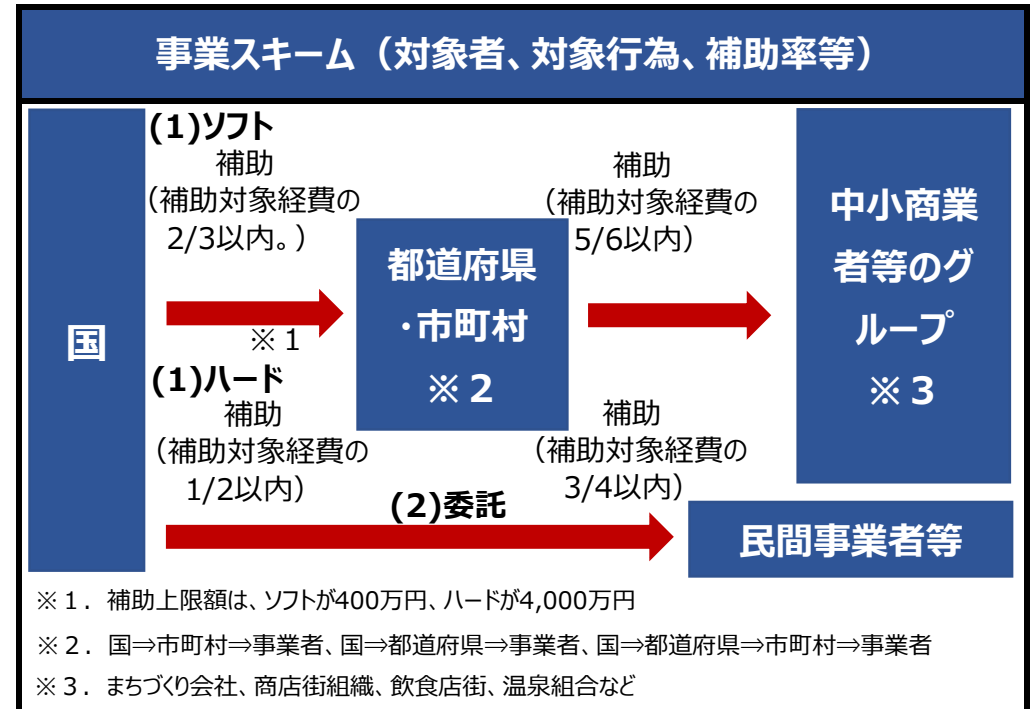 事業スキーム（対象者、対象行為、補助率等）
国
(1)ソフト
補助
（補助対象経費の
2/3以内。）
※１
(1)ハード
補助
（補助対象経費の
1/2以内）
都道府県
・市町村
※２
補助
（補助対象経費の
5/6以内）
補助
（補助対象経費の
3/4以内）
中小商業
者等のグ
ループ
※３
(2)委託
民間事業者等
※１．補助上限額は、ソフトが400万円、ハードが4,000万円
※２．国⇒市町村⇒事業者、国⇒都道府県⇒事業者、国⇒都道府県⇒市町村⇒事業者
※３．まちづくり会社、商店街組織、飲食店街、温泉組合など